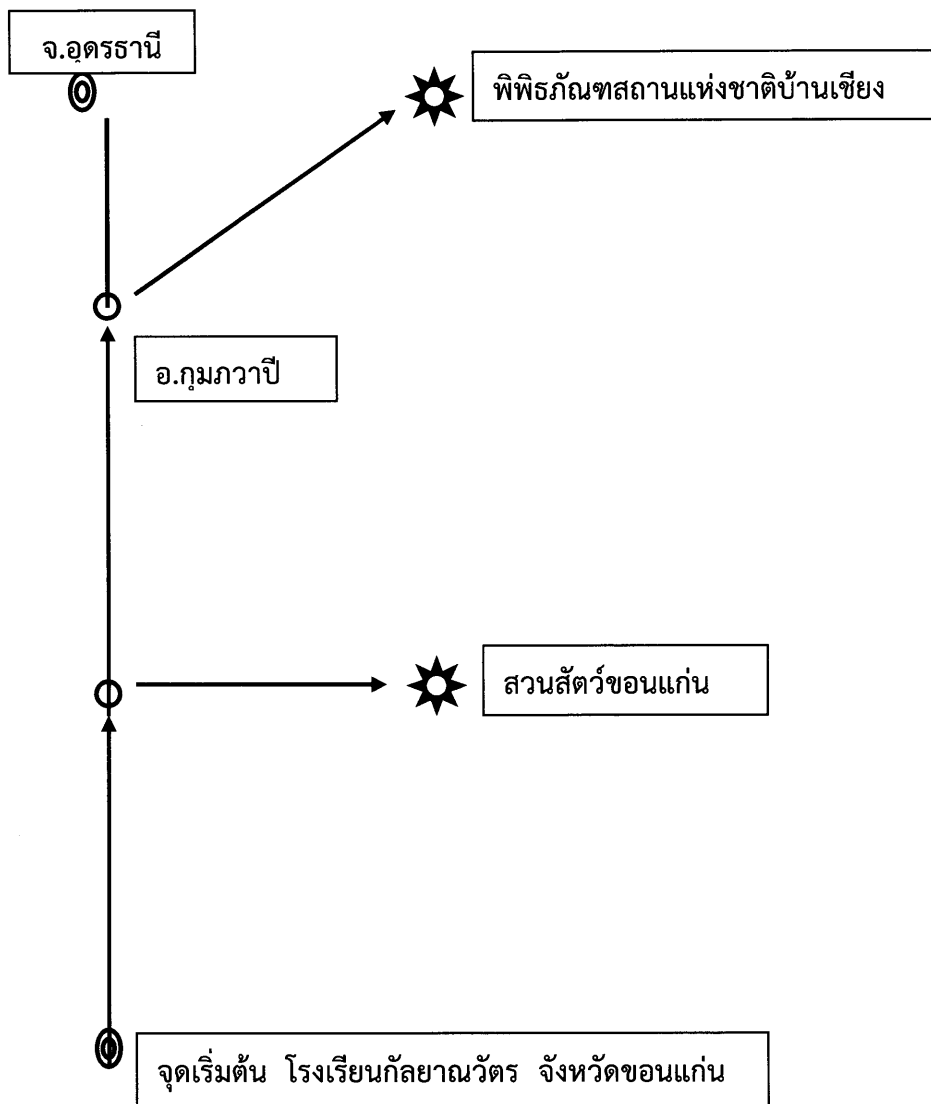 จ.อุดรธานี
พิพิธภัณฑสถานแห่งชาติบ้านเชียง
อ.กุมภวาปี
สวนสัตว์ขอนแก่น
จุดเริ่มต้น โรงเรียนกัลยาณวัตร จังหวัดขอนแก่น